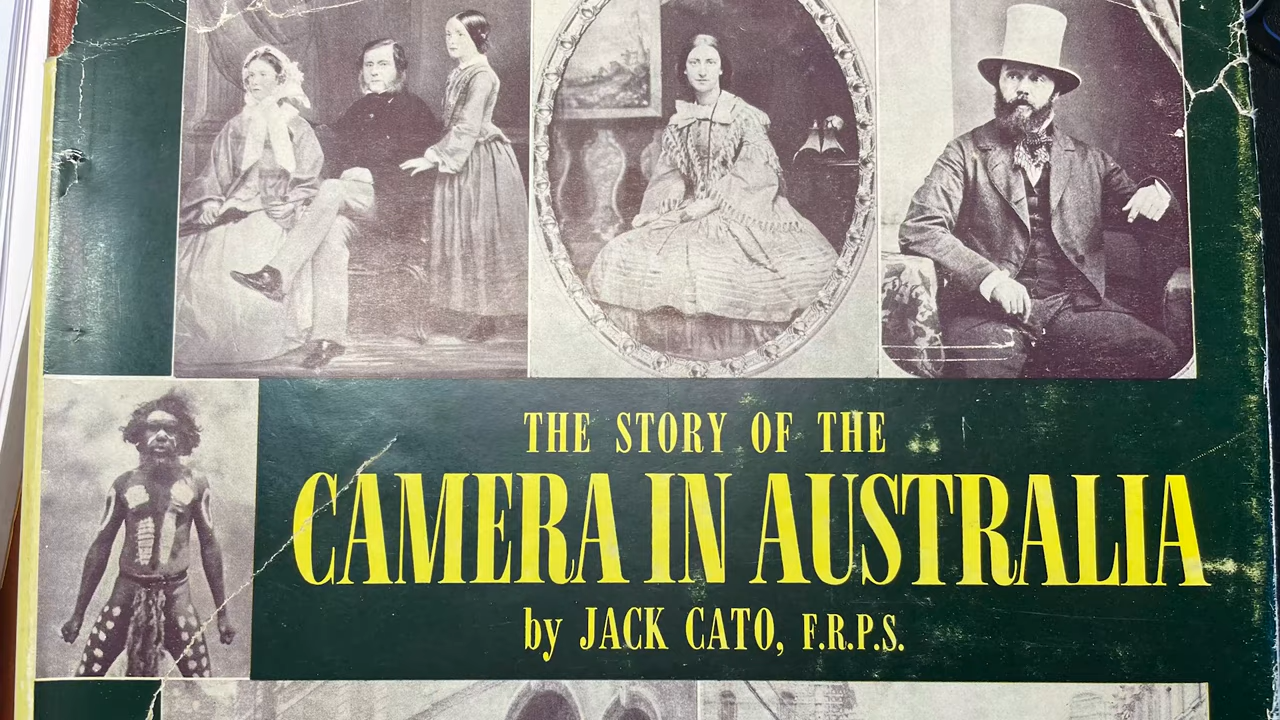 THE STORY OF THE
CAMERA IN AUSTRALIA
by JACK CATO, F.R.P.S.